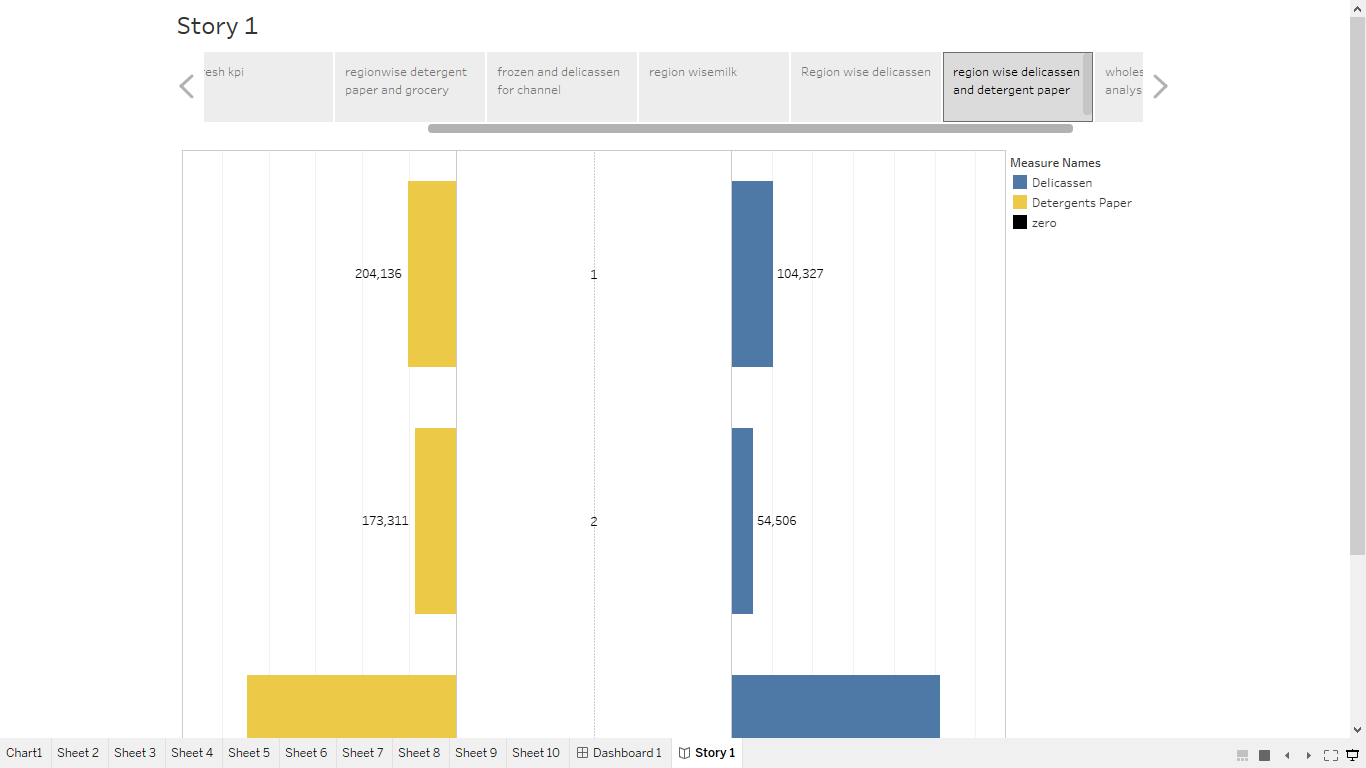 Story 1
resh kpi
regionwise detergent
paper and grocery
frozen and delicassen
for channel
region wisemilk
Region wise delicassen
region wise delicassen
and detergent paper
wholes
analys
Measure Names
Delicassen
Detergents Paper
zero
204,136
1
104,327
173,311
2
54,506
Chart1
Sheet 2
Sheet 3
Sheet 4
Sheet 5
Sheet 6
Sheet 7
Sheet 8
Sheet 9
Sheet 10
Dashboard 1
Story 1